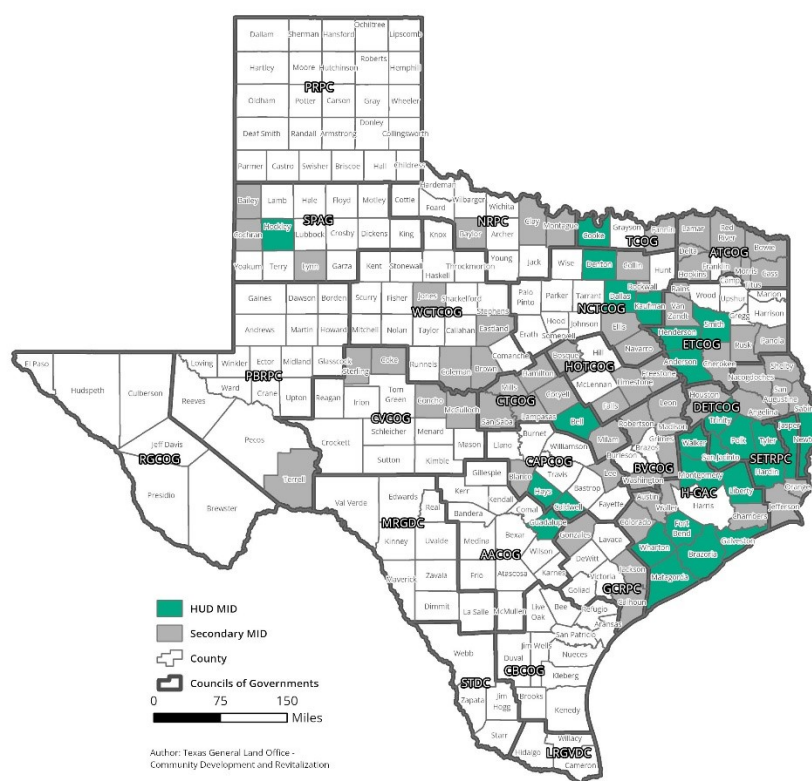 Ochiltree
Dallam Sherman Hansford Lipscomb
Roberts
Hartley Moore Hutchinson Hemphill
PRPC
Oldham Potter Carson Gray Wheeler
Donley
Deaf Smith Randall Armstrong Collingsworth
Parmer Castro Swisher Briscoe Hall Childress
Hardeman
Bailey Lamb Hale Floyd Motley Cottle Foard Wilbarger Wichita
SPAG NRPC
Cochran Hockley Lubbock Crosby Dickens King Knox Baylor Archer Clay Montague Cooke Grayson Fannin Lamar Red River Bowie
TCOG ATCOG
Yoakum Terry Lynn Garza Kent Stonewall Haskell Throckmorton Young Jack Wise Denton Collin Hunt Delta Hopkins Franklin Titus Morris Cass
Camp Marion
Gaines Dawson Borden Scurry Fisher Jones Shackelford Stephens Palo Pinto Parker Tarrant Dallas Rockwall Kaufman Rains Van Zandt Wood Upshur Gregg Harrison
WCTCOG NCTCOG
Andrews Martin Howard Mitchell Nolan Taylor Callahan Eastland Erath Hood Somervell Johnson Ellis Henderson Smith Rusk Panola
ETCOG
El Paso Hudspeth Culberson Loving Winkler Ector Midland Glasscock Sterling Coke Runnels Coleman Brown Comanche Hamilton Bosque Hill Navarro Freestone Anderson Cherokee Nacogdoches Shelby
HOTCOG
PBRPC
Reeves Ward Crane Upton Reagan Irion Tom Green Concho McCulloch San Saba Mills Lampasas Coryell McLennan Limestone Falls Leon Houston Angelina San Augustine Sabine
CVCOG CTCOG DETCOG
Jeff Davis Pecos Crockett Schleicher Menard Mason Llano Burnet Bell Milam Robertson Madison Trinity Polk Tyler Jasper Newton
RGCOG CAPCOG BVCOG SETRPC
Presidio Brewster Terrell Sutton Kimble Gillespie Blanco Travis Williamson Lee Burleson Brazos Grimes Walker San Jacinto Hardin Orange
Washington Montgomery Liberty
H-GAC
Val Verde Edwards Real Kerr Kendall Bandera Comal Hays Caldwell Bastrop Fayette Austin Waller Harris Chambers Jefferson
MRGDC AACOG
Kinney Uvalde Medina Bexar Guadalupe Gonzales Lavaca Colorado Wharton Fort Bend Brazoria Galveston
Maverick Zavala Frio Atascosa Wilson Karnes DeWitt Victoria Jackson Matagorda
GCRPC
Dimmit La Salle McMullen Live Oak Bee Goliad Refugio Calhoun
Aransas
San Patricio
Webb Duval Jim Wells Nueces
STDC CBCOG
Kleberg
Zapata Jim Hogg Brooks Kenedy
Starr Hidalgo Willacy
LRGVDC
Cameron
HUD MID
Secondary MID
County
Councils of Governments
0 75 150
Miles
Author: Texas General Land Office -
Community Development and Revitalization